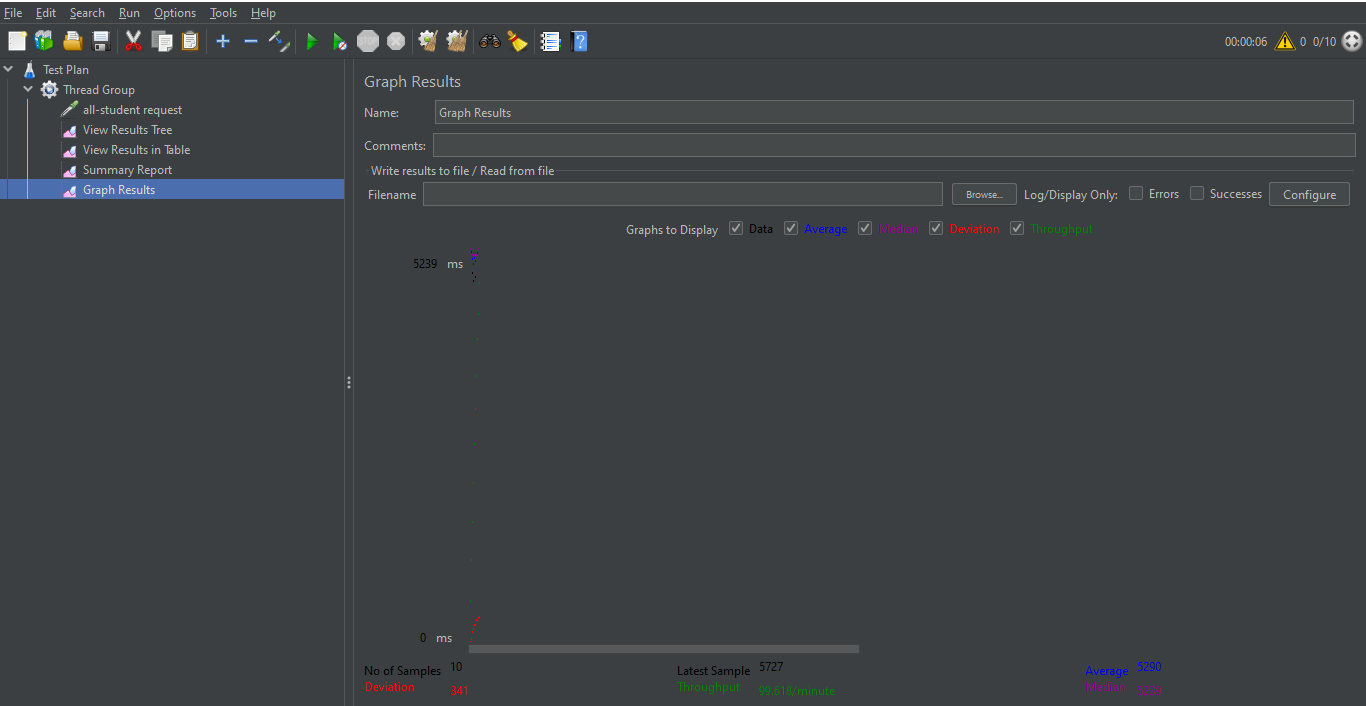 File Edit Search Run Options Tools Help
00:00:06 0 0/10
Test Plan
Thread Group
all-student request
View Results Tree
View Results in Table
Summary Report
Graph Results
Graph Results
Name: Graph Results
Comments:
Write results to file / Read from file
Filename Browse... Log/Display Only: Errors Successes Configure
Graphs to Display Data Average Median Deviation Throughput
5239 ms
0 ms
No of Samples 10 Latest Sample 5727 Average 5290
Deviation 341 Throughput 99.618/minute Median